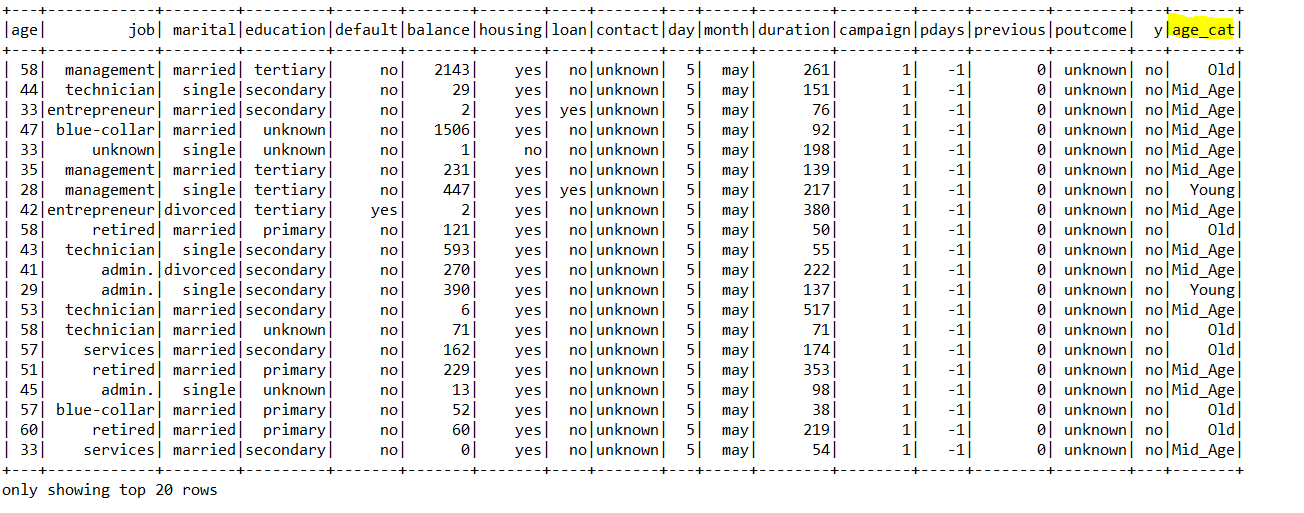 +---+------------+--------+---------+-------+-------+-------+----+-------+---+-----+--------+--------+-----+--------+--------+---+-------+
|age|         job| marital|education|default|balance|housing|loan|contact|day|month|duration|campaign|pdays|previous|poutcome|  y|age_cat|
+---+------------+--------+---------+-------+-------+-------+----+-------+---+-----+--------+--------+-----+--------+--------+---+-------+
| 58|  management| married| tertiary|     no|   2143|    yes|  no|unknown|  5|  may|     261|       1|   -1|       0| unknown| no|    Old|
| 44|  technician|  single|secondary|     no|     29|    yes|  no|unknown|  5|  may|     151|       1|   -1|       0| unknown| no|Mid_Age|
| 33|entrepreneur| married|secondary|     no|      2|    yes| yes|unknown|  5|  may|      76|       1|   -1|       0| unknown| no|Mid_Age|
| 47| blue-collar| married|  unknown|     no|   1506|    yes|  no|unknown|  5|  may|      92|       1|   -1|       0| unknown| no|Mid_Age|
| 33|     unknown|  single|  unknown|     no|      1|     no|  no|unknown|  5|  may|     198|       1|   -1|       0| unknown| no|Mid_Age|
| 35|  management| married| tertiary|     no|    231|    yes|  no|unknown|  5|  may|     139|       1|   -1|       0| unknown| no|Mid_Age|
| 28|  management|  single| tertiary|     no|    447|    yes| yes|unknown|  5|  may|     217|       1|   -1|       0| unknown| no|  Young|
| 42|entrepreneur|divorced| tertiary|    yes|      2|    yes|  no|unknown|  5|  may|     380|       1|   -1|       0| unknown| no|Mid_Age|
| 58|     retired| married|  primary|     no|    121|    yes|  no|unknown|  5|  may|      50|       1|   -1|       0| unknown| no|    Old|
| 43|  technician|  single|secondary|     no|    593|    yes|  no|unknown|  5|  may|      55|       1|   -1|       0| unknown| no|Mid_Age|
| 41|      admin.|divorced|secondary|     no|    270|    yes|  no|unknown|  5|  may|     222|       1|   -1|       0| unknown| no|Mid_Age|
| 29|      admin.|  single|secondary|     no|    390|    yes|  no|unknown|  5|  may|     137|       1|   -1|       0| unknown| no|  Young|
| 53|  technician| married|secondary|     no|      6|    yes|  no|unknown|  5|  may|     517|       1|   -1|       0| unknown| no|Mid_Age|
| 58|  technician| married|  unknown|     no|     71|    yes|  no|unknown|  5|  may|      71|       1|   -1|       0| unknown| no|    Old|
| 57|    services| married|secondary|     no|    162|    yes|  no|unknown|  5|  may|     174|       1|   -1|       0| unknown| no|    Old|
| 51|     retired| married|  primary|     no|    229|    yes|  no|unknown|  5|  may|     353|       1|   -1|       0| unknown| no|Mid_Age|
| 45|      admin.|  single|  unknown|     no|     13|    yes|  no|unknown|  5|  may|      98|       1|   -1|       0| unknown| no|Mid_Age|
| 57| blue-collar| married|  primary|     no|     52|    yes|  no|unknown|  5|  may|      38|       1|   -1|       0| unknown| no|    Old|
| 60|     retired| married|  primary|     no|     60|    yes|  no|unknown|  5|  may|     219|       1|   -1|       0| unknown| no|    Old|
| 33|    services| married|secondary|     no|      0|    yes|  no|unknown|  5|  may|      54|       1|   -1|       0| unknown| no|Mid_Age|
+---+------------+--------+---------+-------+-------+-------+----+-------+---+-----+--------+--------+-----+--------+--------+---+-------+
only showing top 20 rows